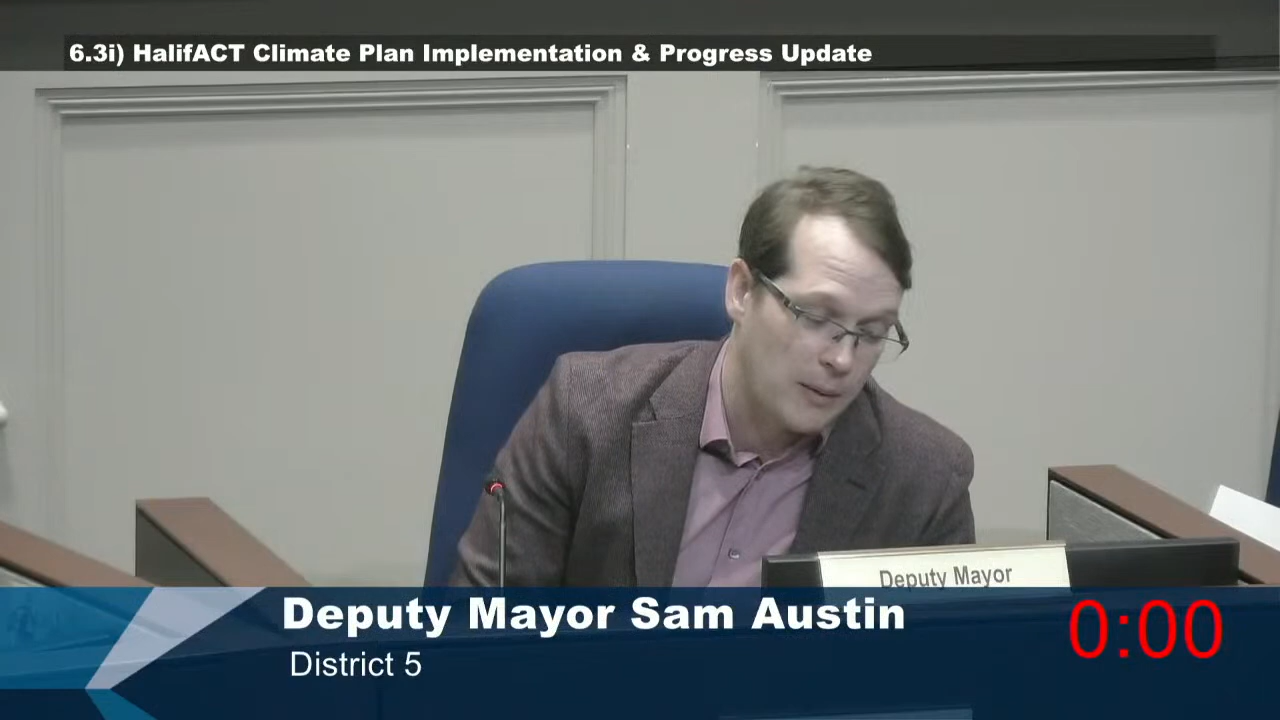 6.3i) HalifACT Climate Plan Implementation & Progress Update
Deputy Mayor
Deputy Mayor Sam Austin
District 5
0:00